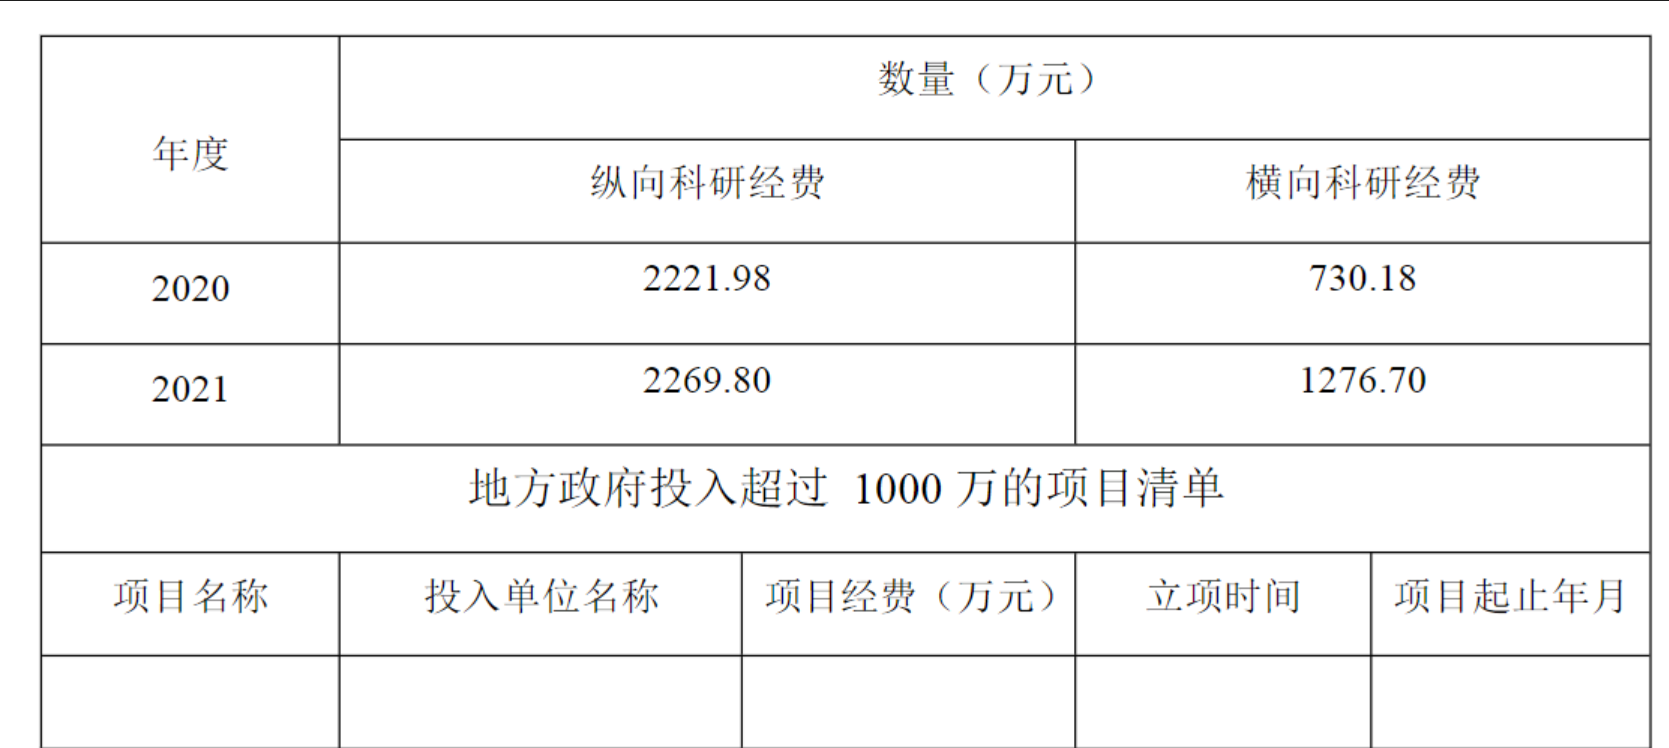 年度
数量（万元）
纵向科研经费 横向科研经费
2020 2221.98 730.18
2021 2269.80 1276.70
地方政府投入超过 1000 万的项目清单
项目名称 投入单位名称 项目经费（万元） 立项时间 项目起止年月